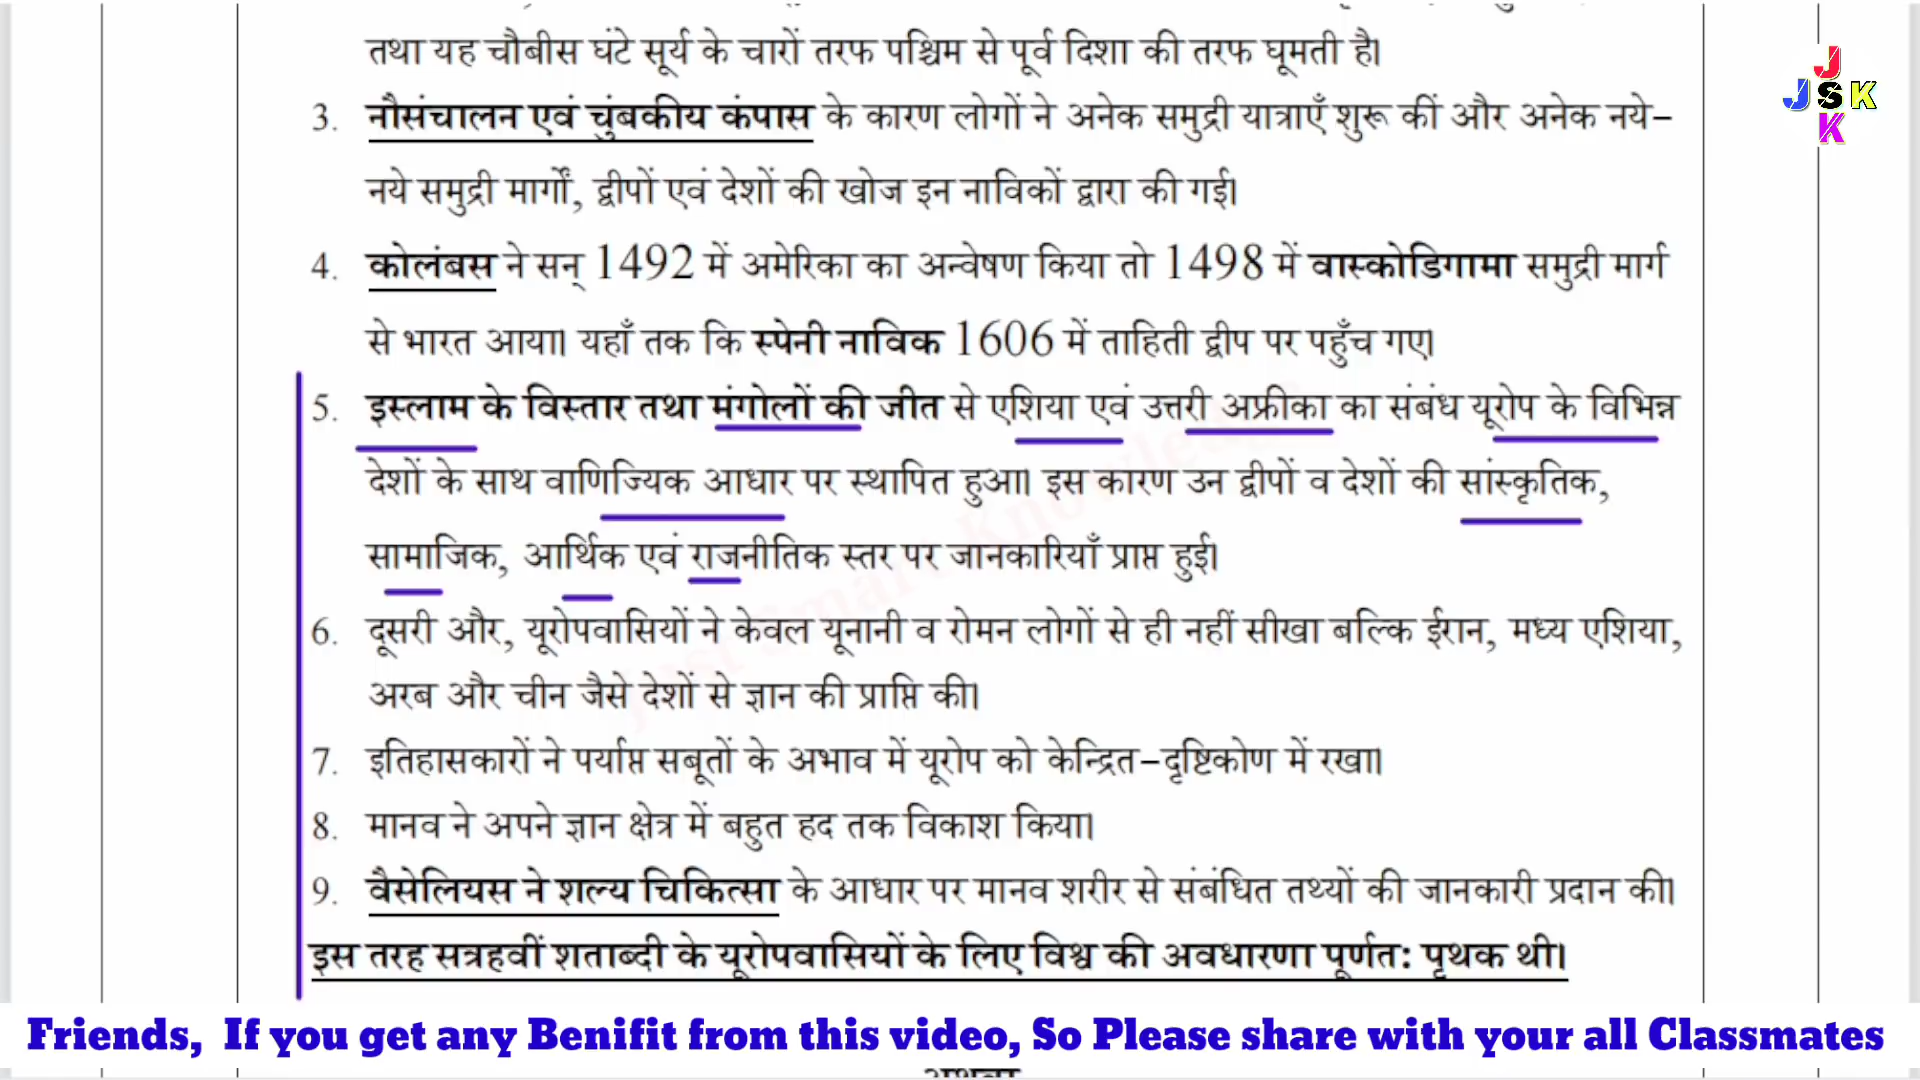 तथा यह चौबीस घंटे सूर्य के चारों तरफ पश्चिम से पूर्व दिशा की तरफ घूमती है।
3. नौसंचालन एवं चुंबकीय कंपास के कारण लोगों ने अनेक समुद्री यात्राएँ शुरू कीं और अनेक नये-
नये समुद्री मार्गों, द्वीपों एवं देशों की खोज इन नाविकों द्वारा की गई।
4. कोलंबस ने सन् 1492 में अमेरिका का अन्वेषण किया तो 1498 में वास्कोडिगामा समुद्री मार्ग
से भारत आया। यहाँ तक कि स्पेनी नाविक 1606 में ताहिती द्वीप पर पहुँच गए।
5. इस्लाम के विस्तार तथा मंगोलों की जीत से एशिया एवं उत्तरी अफ्रीका का संबंध यूरोप के विभिन्न
देशों के साथ वाणिज्यिक आधार पर स्थापित हुआ। इस कारण उन द्वीपों व देशों की सांस्कृतिक,
सामाजिक, आर्थिक एवं राजनीतिक स्तर पर जानकारियाँ प्राप्त हुई।
6. दूसरी और, यूरोपवासियों ने केवल यूनानी व रोमन लोगों से ही नहीं सीखा बल्कि ईरान, मध्य एशिया,
अरब और चीन जैसे देशों से ज्ञान की प्राप्ति की।
7. इतिहासकारों ने पर्याप्त सबूतों के अभाव में यूरोप को केन्द्रित-दृष्टिकोण में रखा।
8. मानव ने अपने ज्ञान क्षेत्र में बहुत हद तक विकाश किया।
9. वैसेलियस ने शल्य चिकित्सा के आधार पर मानव शरीर से संबंधित तथ्यों की जानकारी प्रदान की।
इस तरह सत्रहवीं शताब्दी के यूरोपवासियों के लिए विश्व की अवधारणा पूर्णत: पृथक थी।
Friends, If you get any Benifit from this video, So Please share with your all Classmates
J
JSK
K
Just Smart Knowledge